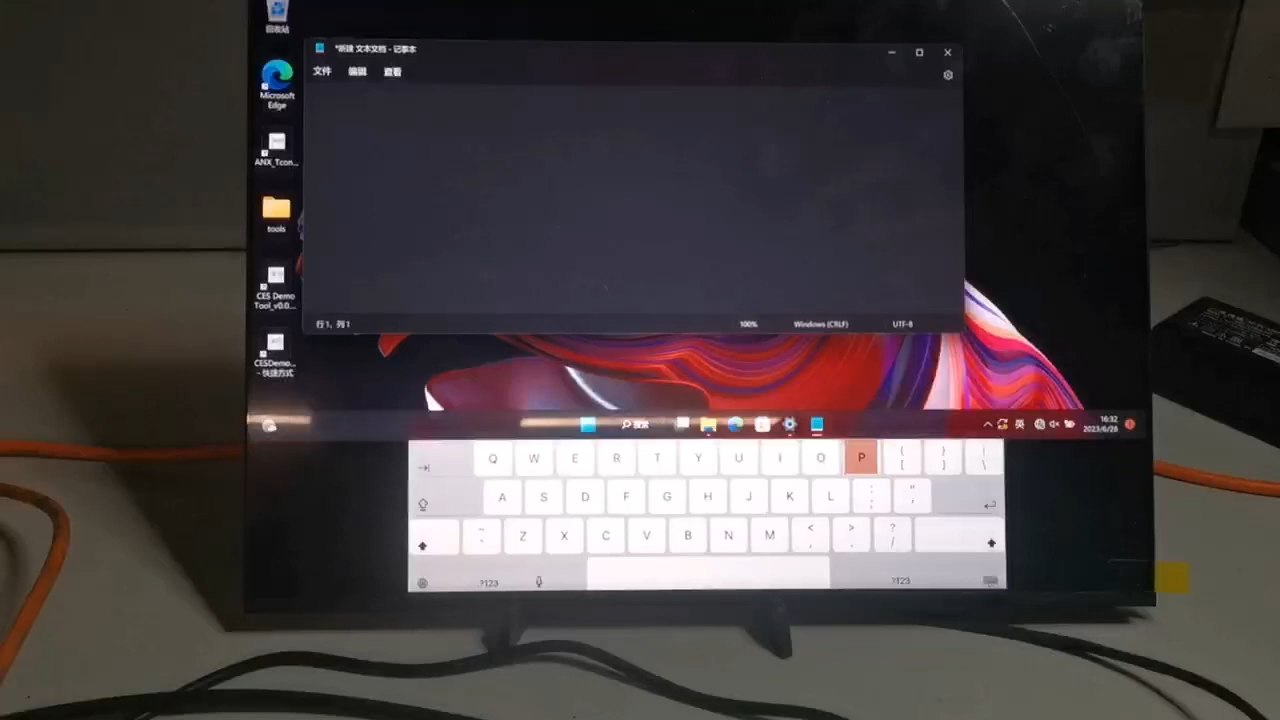 回收站
*新建 文本文档 - 记事本
文件 编辑 查看
Microsoft
Edge
ANX_Tcon...
tools
CES Demo
Tool_v0.0...
CESDemo...
- 快捷方式
行 1，列 1 100% Windows (CRLF) UTF-8
搜索 英 16:32
2023/6/28
Q W E R T Y U I O P { [ } ] | \
A S D F G H J K L : ; " '
~ ` Z X C V B N M < , > . ? /
.?123 .?123